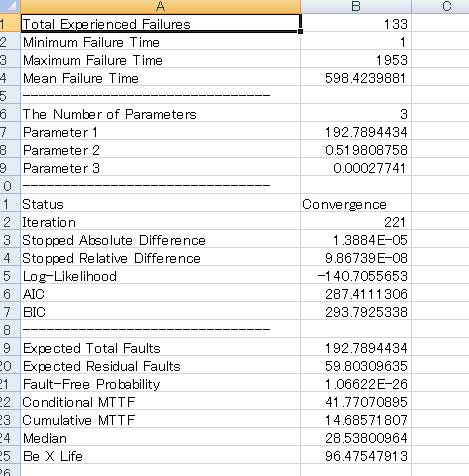 A B C
1 Total Experienced Failures 133
2 Minimum Failure Time 1
3 Maximum Failure Time 1953
4 Mean Failure Time 598.4239881
5 -------------------------------
6 The Number of Parameters 3
7 Parameter 1 192.7894434
8 Parameter 2 0.519808758
9 Parameter 3 0.00027741
0 -------------------------------
1 Status Convergence
2 Iteration 221
3 Stopped Absolute Difference 1.3884E-05
4 Stopped Relative Difference 9.86739E-08
5 Log-Likelihood -140.7055653
6 AIC 287.4111306
7 BIC 293.7925338
8 -------------------------------
9 Expected Total Faults 192.7894434
20 Expected Residual Faults 59.80309635
21 Fault-Free Probability 1.06622E-26
22 Conditional MTTF 41.77070895
23 Cumulative MTTF 14.68571807
24 Median 28.53800964
25 Be X Life 96.47547913
26